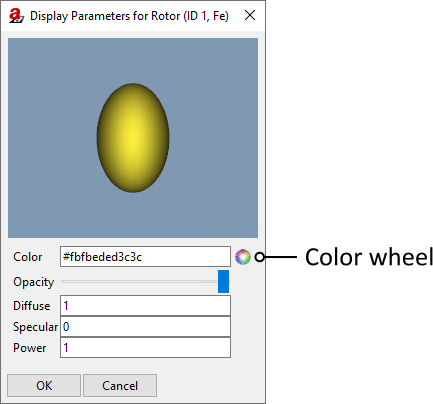 Display Parameters for Rotor (ID 1, Fe)
Color #fbfbeded3c3c
Color wheel
Opacity
Diffuse 1
Specular 0
Power 1
OK Cancel